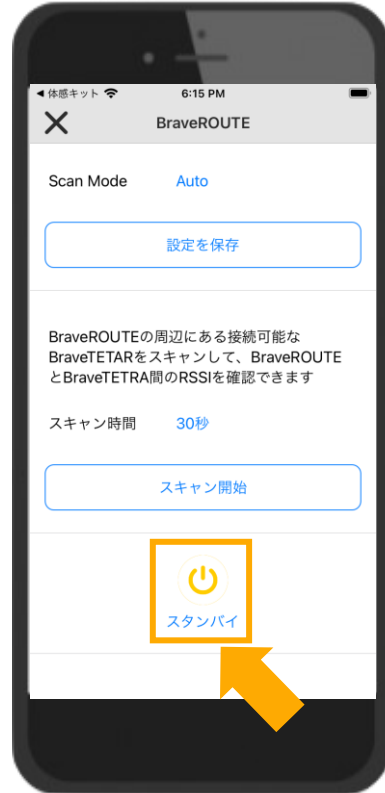 ◀体感キット 6:15 PM
BraveROUTE
Scan Mode Auto
設定を保存
BraveROUTEの周辺にある接続可能な
BraveTETARをスキャンして、BraveROUTE
とBraveTETRA間のRSSIを確認できます
スキャン時間 30秒
スキャン開始
スタンバイ